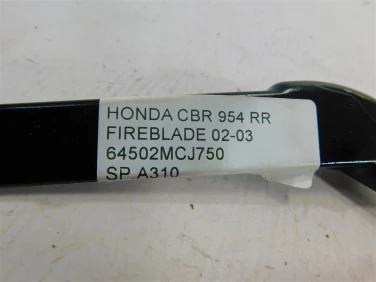 HONDA CBR 954 RR
FIREBLADE 02-03
64502MCJ750
SP.A310